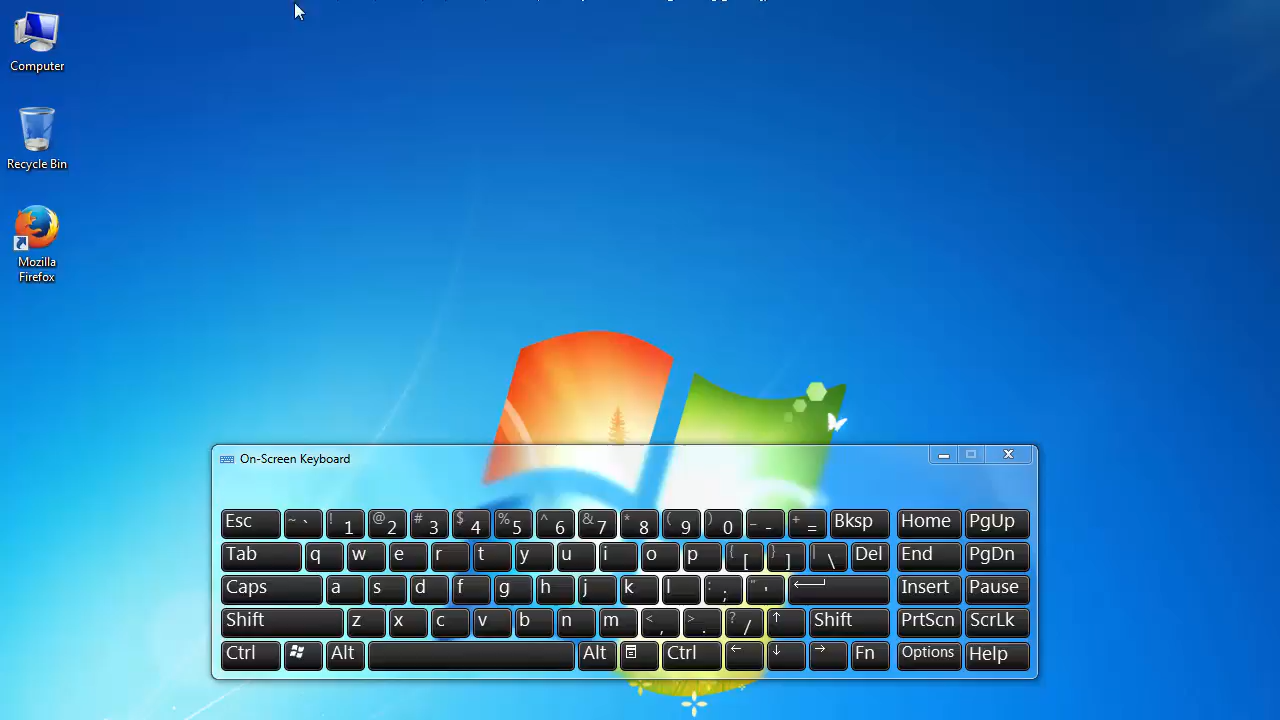 Computer
Recycle Bin
Mozilla
Firefox
On-Screen Keyboard
Esc ~ ` ! 1 @ 2 # 3 $ 4 % 5 ^ 6 & 7 * 8 ( 9 ) 0 _ - + = Bksp Home PgUp
Tab q w e r t y u i o p { [ } ] | \ Del End PgDn
Caps a s d f g h j k l : ; " ' Insert Pause
Shift z x c v b n m < , > . ? / ↑ Shift PrtScn ScrLk
Ctrl Alt Alt Ctrl ← ↓ → Fn Options Help